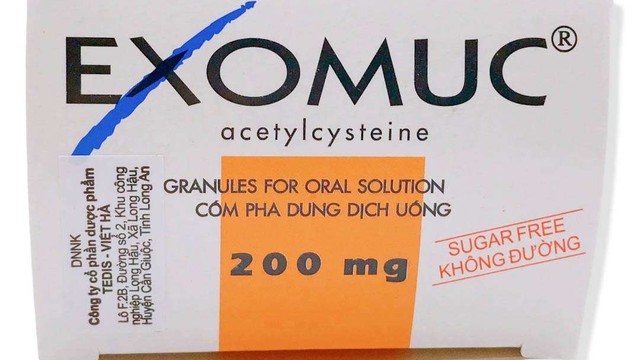 EXOMUC®
acetylcysteine
GRANULES FOR ORAL SOLUTION
CỐM PHA DUNG DỊCH UỐNG
200 mg
SUGAR FREE
KHÔNG ĐƯỜNG
DNNK
Công ty cổ phần dược phẩm
TEDIS - VIỆT HÀ
Lô F.2B, Đường số 2, Khu công
nghiệp Long Hậu, Xã Long Hậu,
Huyện Cần Giuộc, Tỉnh Long An